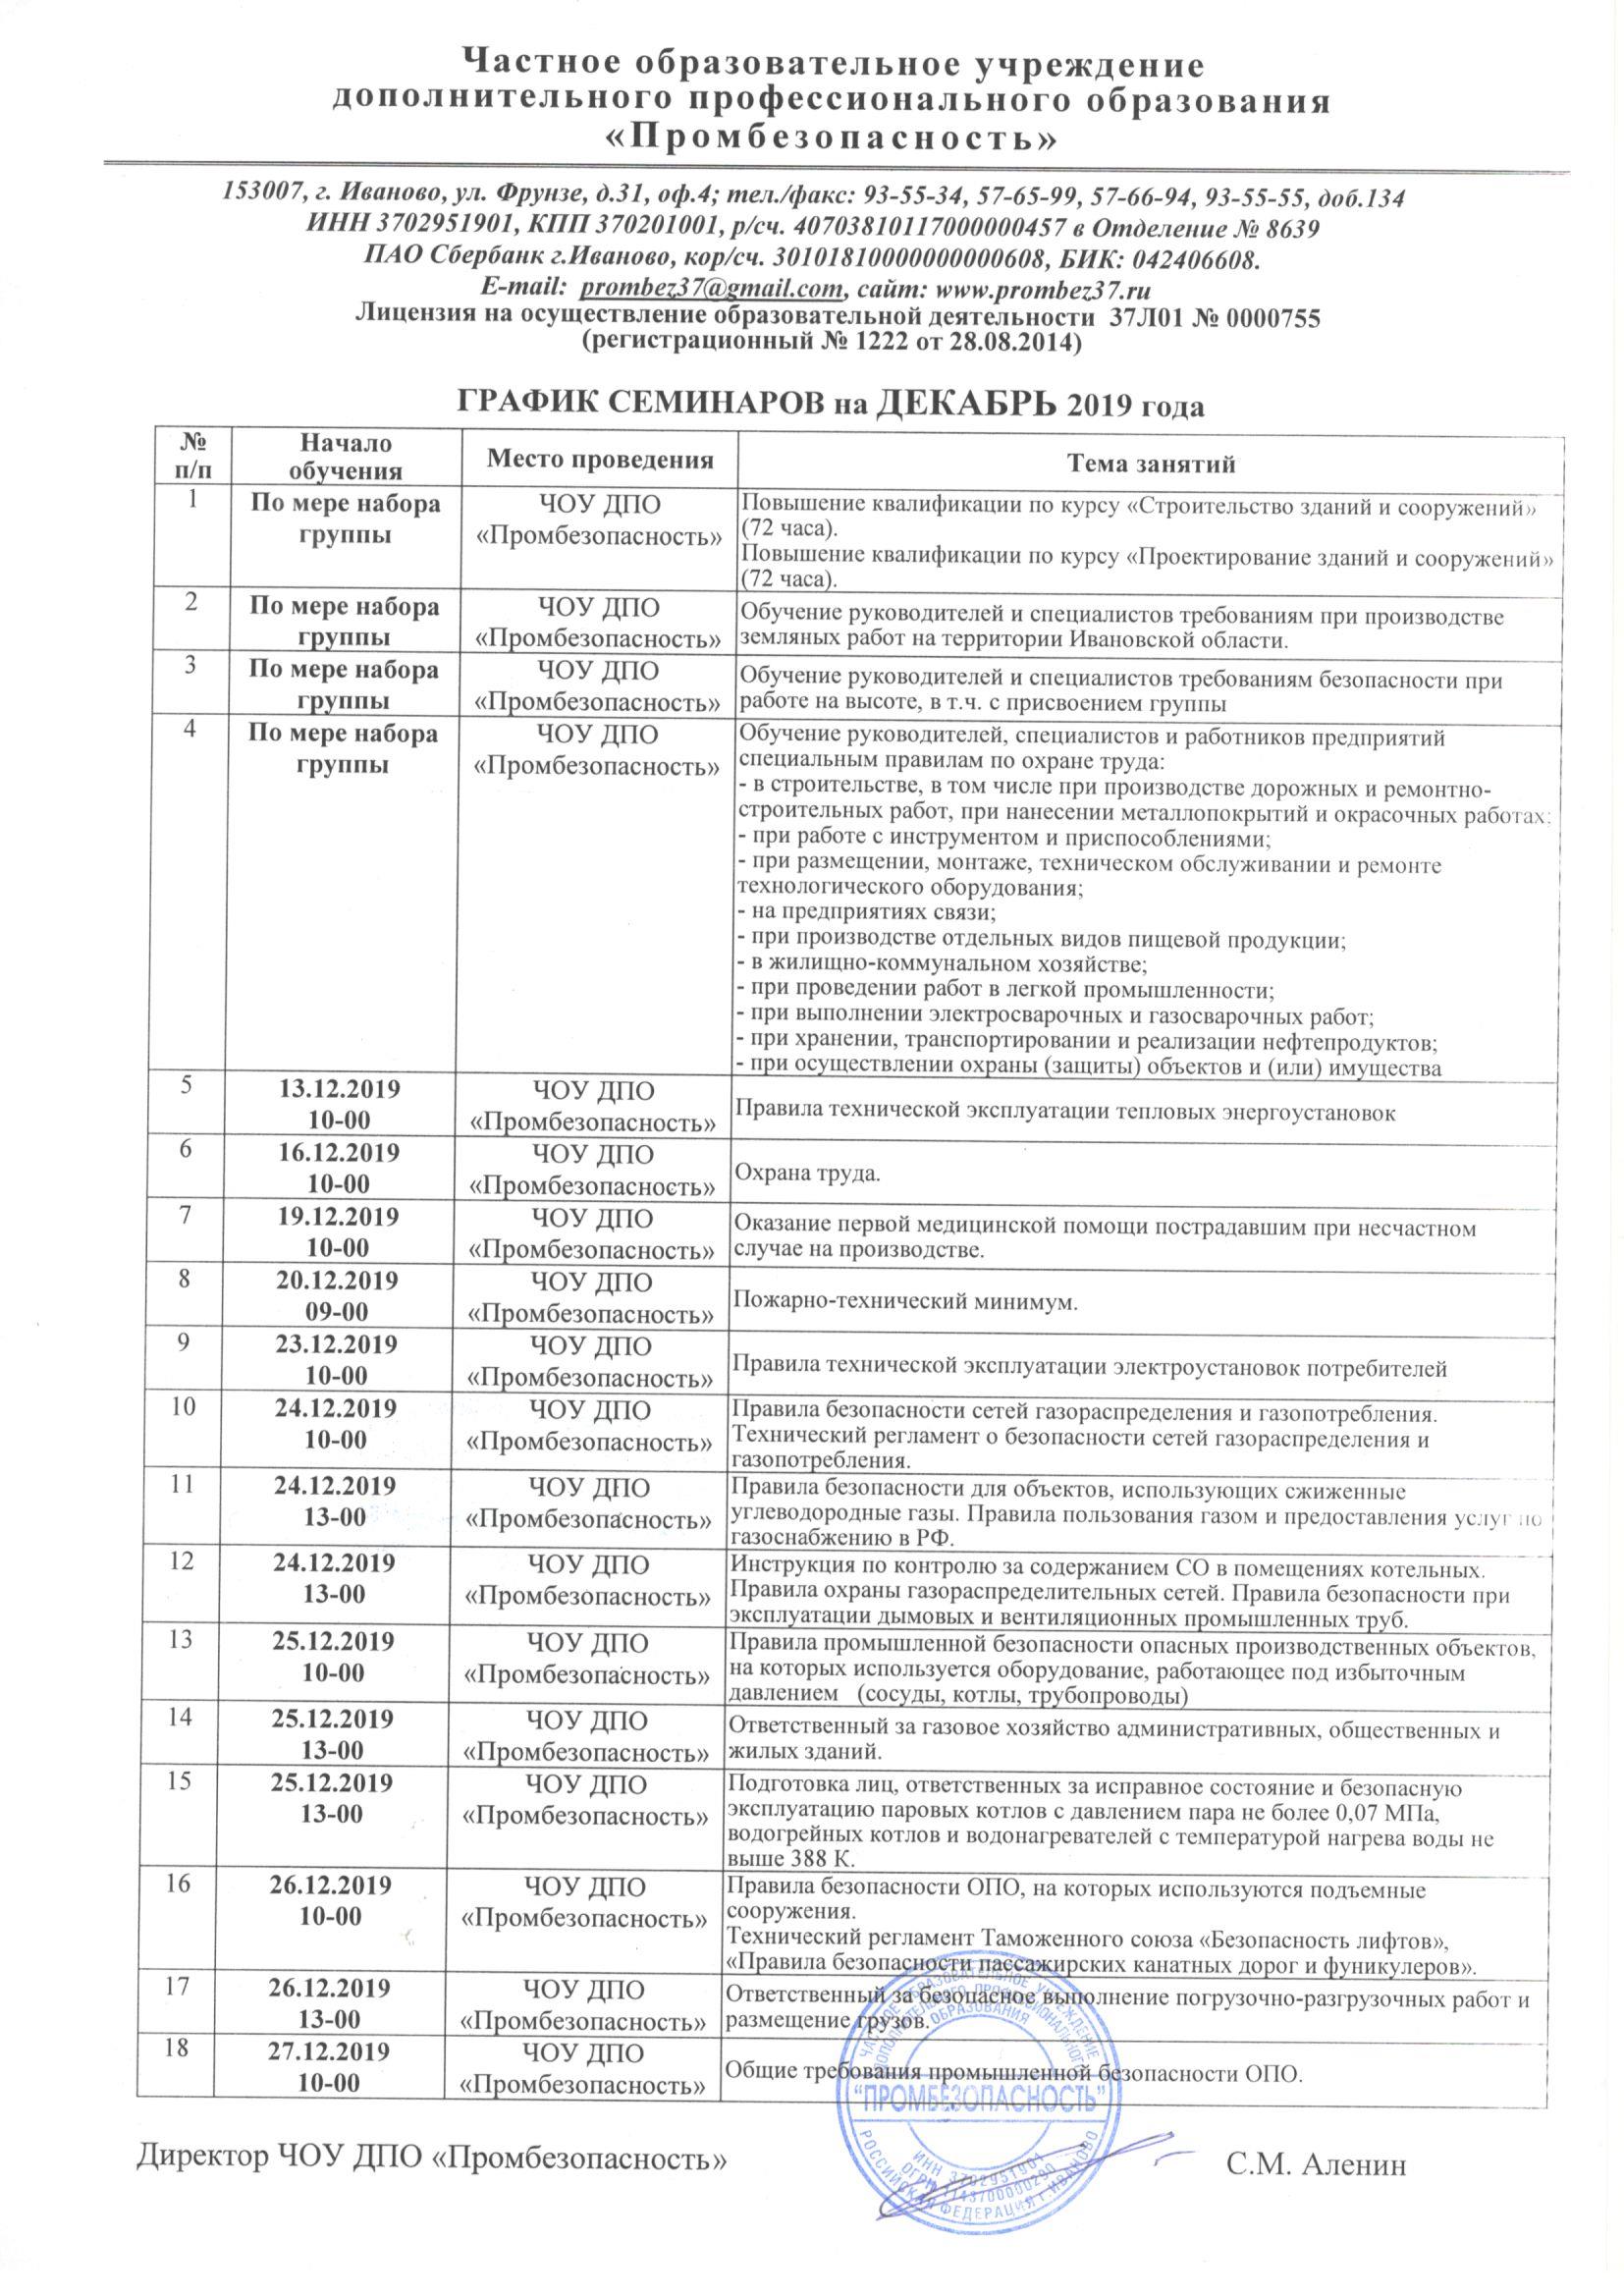 Частное образовательное учреждение
дополнительного профессионального образования
«Промбезопасность»
153007, г. Иваново, ул. Фрунзе, д.31, оф.4; тел./факс: 93-55-34, 57-65-99, 57-66-94, 93-55-55, доб.134
ИНН 3702951901, КПП 370201001, р/сч. 40703810117000000457 в Отделение № 8639
ПАО Сбербанк г.Иваново, кор/сч. 30101810000000000608, БИК: 042406608.
E-mail: prombez37@gmail.com, сайт: www.prombez37.ru
Лицензия на осуществление образовательной деятельности 37Л01 № 0000755
(регистрационный № 1222 от 28.08.2014)
ГРАФИК СЕМИНАРОВ на ДЕКАБРЬ 2019 года
№ п/п
Начало обучения
Место проведения
Тема занятий
1
По мере набора
группы
ЧОУ ДПО
«Промбезопасность»
Повышение квалификации по курсу «Строительство зданий и сооружений»
(72 часа).
Повышение квалификации по курсу «Проектирование зданий и сооружений»
(72 часа).
2
По мере набора
группы
ЧОУ ДПО
«Промбезопасность»
Обучение руководителей и специалистов требованиям при производстве
земляных работ на территории Ивановской области.
3
По мере набора
группы
ЧОУ ДПО
«Промбезопасность»
Обучение руководителей и специалистов требованиям безопасности при
работе на высоте, в т.ч. с присвоением группы
4
По мере набора
группы
ЧОУ ДПО
«Промбезопасность»
Обучение руководителей, специалистов и работников предприятий
специальным правилам по охране труда:
- в строительстве, в том числе при производстве дорожных и ремонтно-
строительных работ, при нанесении металлопокрытий и окрасочных работах;
- при работе с инструментом и приспособлениями;
- при размещении, монтаже, техническом обслуживании и ремонте
технологического оборудования;
- на предприятиях связи;
- при производстве отдельных видов пищевой продукции;
- в жилищно-коммунальном хозяйстве;
- при проведении работ в легкой промышленности;
- при выполнении электросварочных и газосварочных работ;
- при хранении, транспортировании и реализации нефтепродуктов;
- при осуществлении охраны (защиты) объектов и (или) имущества
5
13.12.2019
10-00
ЧОУ ДПО
«Промбезопасность»
Правила технической эксплуатации тепловых энергоустановок
6
16.12.2019
10-00
ЧОУ ДПО
«Промбезопасность»
Охрана труда.
7
19.12.2019
10-00
ЧОУ ДПО
«Промбезопасность»
Оказание первой медицинской помощи пострадавшим при несчастном
случае на производстве.
8
20.12.2019
09-00
ЧОУ ДПО
«Промбезопасность»
Пожарно-технический минимум.
9
23.12.2019
10-00
ЧОУ ДПО
«Промбезопасность»
Правила технической эксплуатации электроустановок потребителей
10
24.12.2019
10-00
ЧОУ ДПО
«Промбезопасность»
Правила безопасности сетей газораспределения и газопотребления.
Технический регламент о безопасности сетей газораспределения и
газопотребления.
11
24.12.2019
13-00
ЧОУ ДПО
«Промбезопасность»
Правила безопасности для объектов, использующих сжиженные
углеводородные газы. Правила пользования газом и предоставления услуг по
газоснабжению в РФ.
12
24.12.2019
13-00
ЧОУ ДПО
«Промбезопасность»
Инструкция по контролю за содержанием СО в помещениях котельных.
Правила охраны газораспределительных сетей. Правила безопасности при
эксплуатации дымовых и вентиляционных промышленных труб.
13
25.12.2019
10-00
ЧОУ ДПО
«Промбезопасность»
Правила промышленной безопасности опасных производственных объектов,
на которых используется оборудование, работающее под избыточным
давлением (сосуды, котлы, трубопроводы)
14
25.12.2019
13-00
ЧОУ ДПО
«Промбезопасность»
Ответственный за газовое хозяйство административных, общественных и
жилых зданий.
15
25.12.2019
13-00
ЧОУ ДПО
«Промбезопасность»
Подготовка лиц, ответственных за исправное состояние и безопасную
эксплуатацию паровых котлов с давлением пара не более 0,07 МПа,
водогрейных котлов и водонагревателей с температурой нагрева воды не
выше 388 К.
16
26.12.2019
10-00
ЧОУ ДПО
«Промбезопасность»
Правила безопасности ОПО, на которых используются подъемные
сооружения.
Технический регламент Таможенного союза «Безопасность лифтов»,
«Правила безопасности пассажирских канатных дорог и фуникулеров».
17
26.12.2019
13-00
ЧОУ ДПО
«Промбезопасность»
Ответственный за безопасное выполнение погрузочно-разгрузочных работ и
размещение грузов.
18
27.12.2019
10-00
ЧОУ ДПО
«Промбезопасность»
Общие требования промышленной безопасности ОПО.
ЧАСТНОЕ ОБРАЗОВАТЕЛЬНОЕ УЧРЕЖДЕНИЕ
ДОПОЛНИТЕЛЬНОГО ПРОФЕССИОНАЛЬНОГО
ОБРАЗОВАНИЯ
"ПРОМБЕЗОПАСНОСТЬ"
ИНН 3702951901
ОГРН 1143700000290
РОССИЙСКАЯ ФЕДЕРАЦИЯ г.ИВАНОВО
Директор ЧОУ ДПО «Промбезопасность»
С.М. Аленин